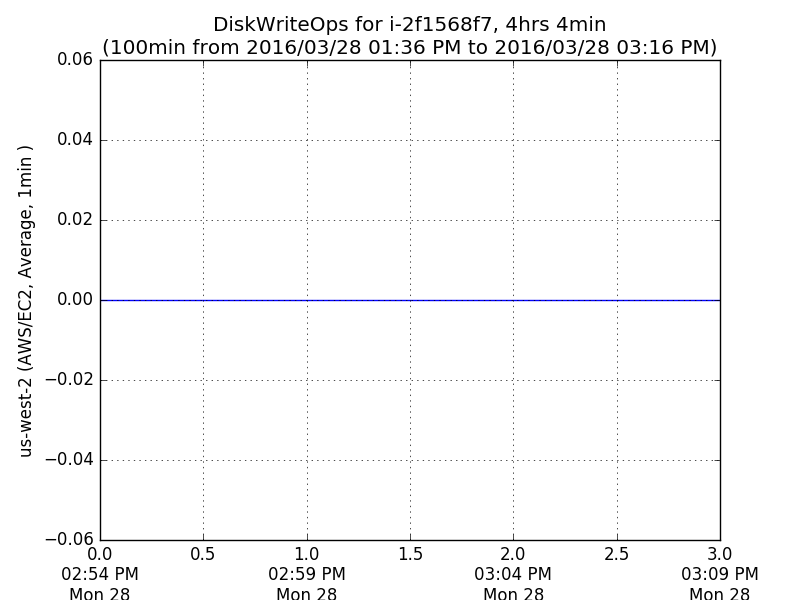 DiskWriteOps for i-2f1568f7, 4hrs 4min
(100min from 2016/03/28 01:36 PM to 2016/03/28 03:16 PM)
us-west-2 (AWS/EC2, Average, 1min )
0.06
0.04
0.02
0.00
−0.02
−0.04
−0.06
0.0 0.5 1.0 1.5 2.0 2.5 3.0
02:54 PM 02:59 PM 03:04 PM 03:09 PM
Mon 28 Mon 28 Mon 28 Mon 28